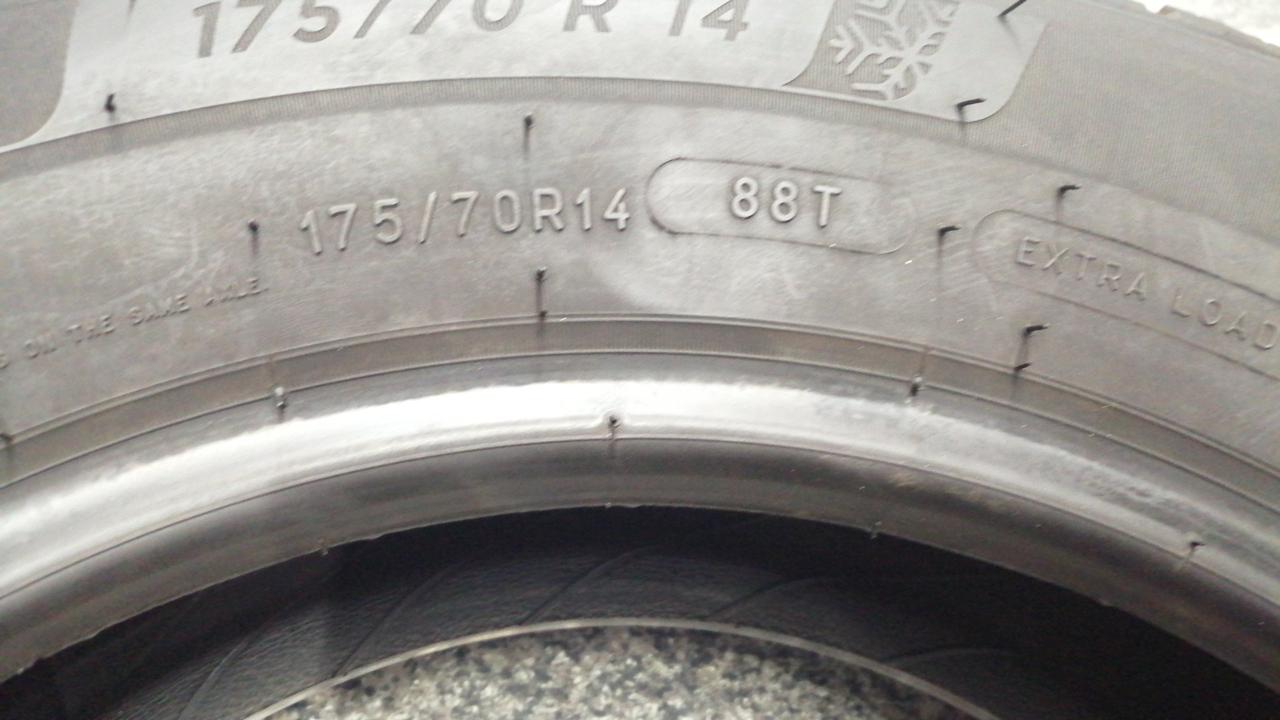 175/70 R 14
175/70R14 88T EXTRA LOAD
ON THE SAME AXLE.